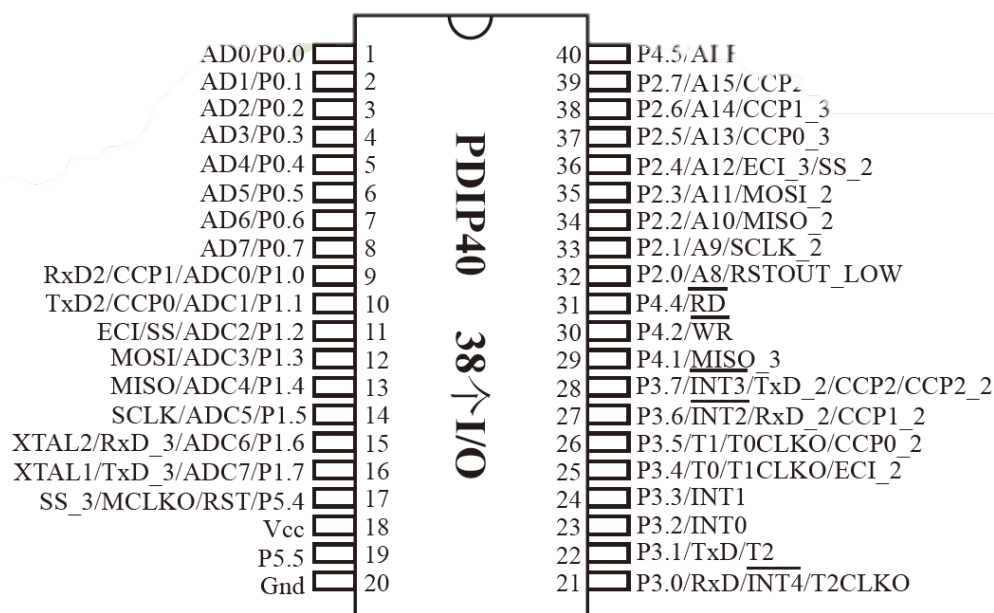 AD0/P0.0 1
AD1/P0.1 2
AD2/P0.2 3
AD3/P0.3 4
AD4/P0.4 5
AD5/P0.5 6
AD6/P0.6 7
AD7/P0.7 8
RxD2/CCP1/ADC0/P1.0 9
TxD2/CCP0/ADC1/P1.1 10
ECI/SS/ADC2/P1.2 11
MOSI/ADC3/P1.3 12
MISO/ADC4/P1.4 13
SCLK/ADC5/P1.5 14
XTAL2/RxD_3/ADC6/P1.6 15
XTAL1/TxD_3/ADC7/P1.7 16
SS_3/MCLKO/RST/P5.4 17
Vcc 18
P5.5 19
Gnd 20
PDIP40 38个I/O
40 P4.5/
39 P2.7/A15/
38 P2.6/A14/CCP1_3
37 P2.5/A13/CCP0_3
36 P2.4/A12/ECI_3/SS_2
35 P2.3/A11/MOSI_2
34 P2.2/A10/MISO_2
33 P2.1/A9/SCLK_2
32 P2.0/A8/RSTOUT_LOW
31 P4.4/RD
30 P4.2/WR
29 P4.1/MISO_3
28 P3.7/INT3/TxD_2/CCP2/CCP2_2
27 P3.6/INT2/RxD_2/CCP1_2
26 P3.5/T1/T0CLKO/CCP0_2
25 P3.4/T0/T1CLKO/ECI_2
24 P3.3/INT1
23 P3.2/INT0
22 P3.1/TxD/T2
21 P3.0/RxD/INT4/T2CLKO